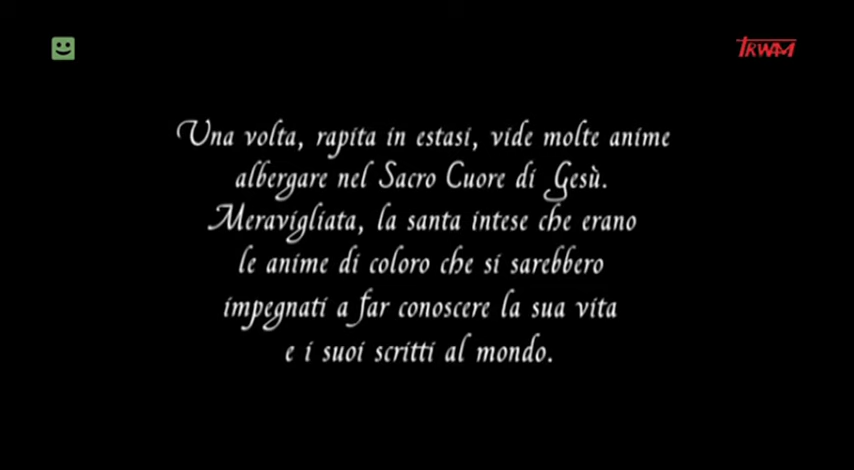 TRWAM
Una volta, rapita in estasi, vide molte anime
albergare nel Sacro Cuore di Gesù.
Meravigliata, la santa intese che erano
le anime di coloro che si sarebbero
impegnati a far conoscere la sua vita
e i suoi scritti al mondo.